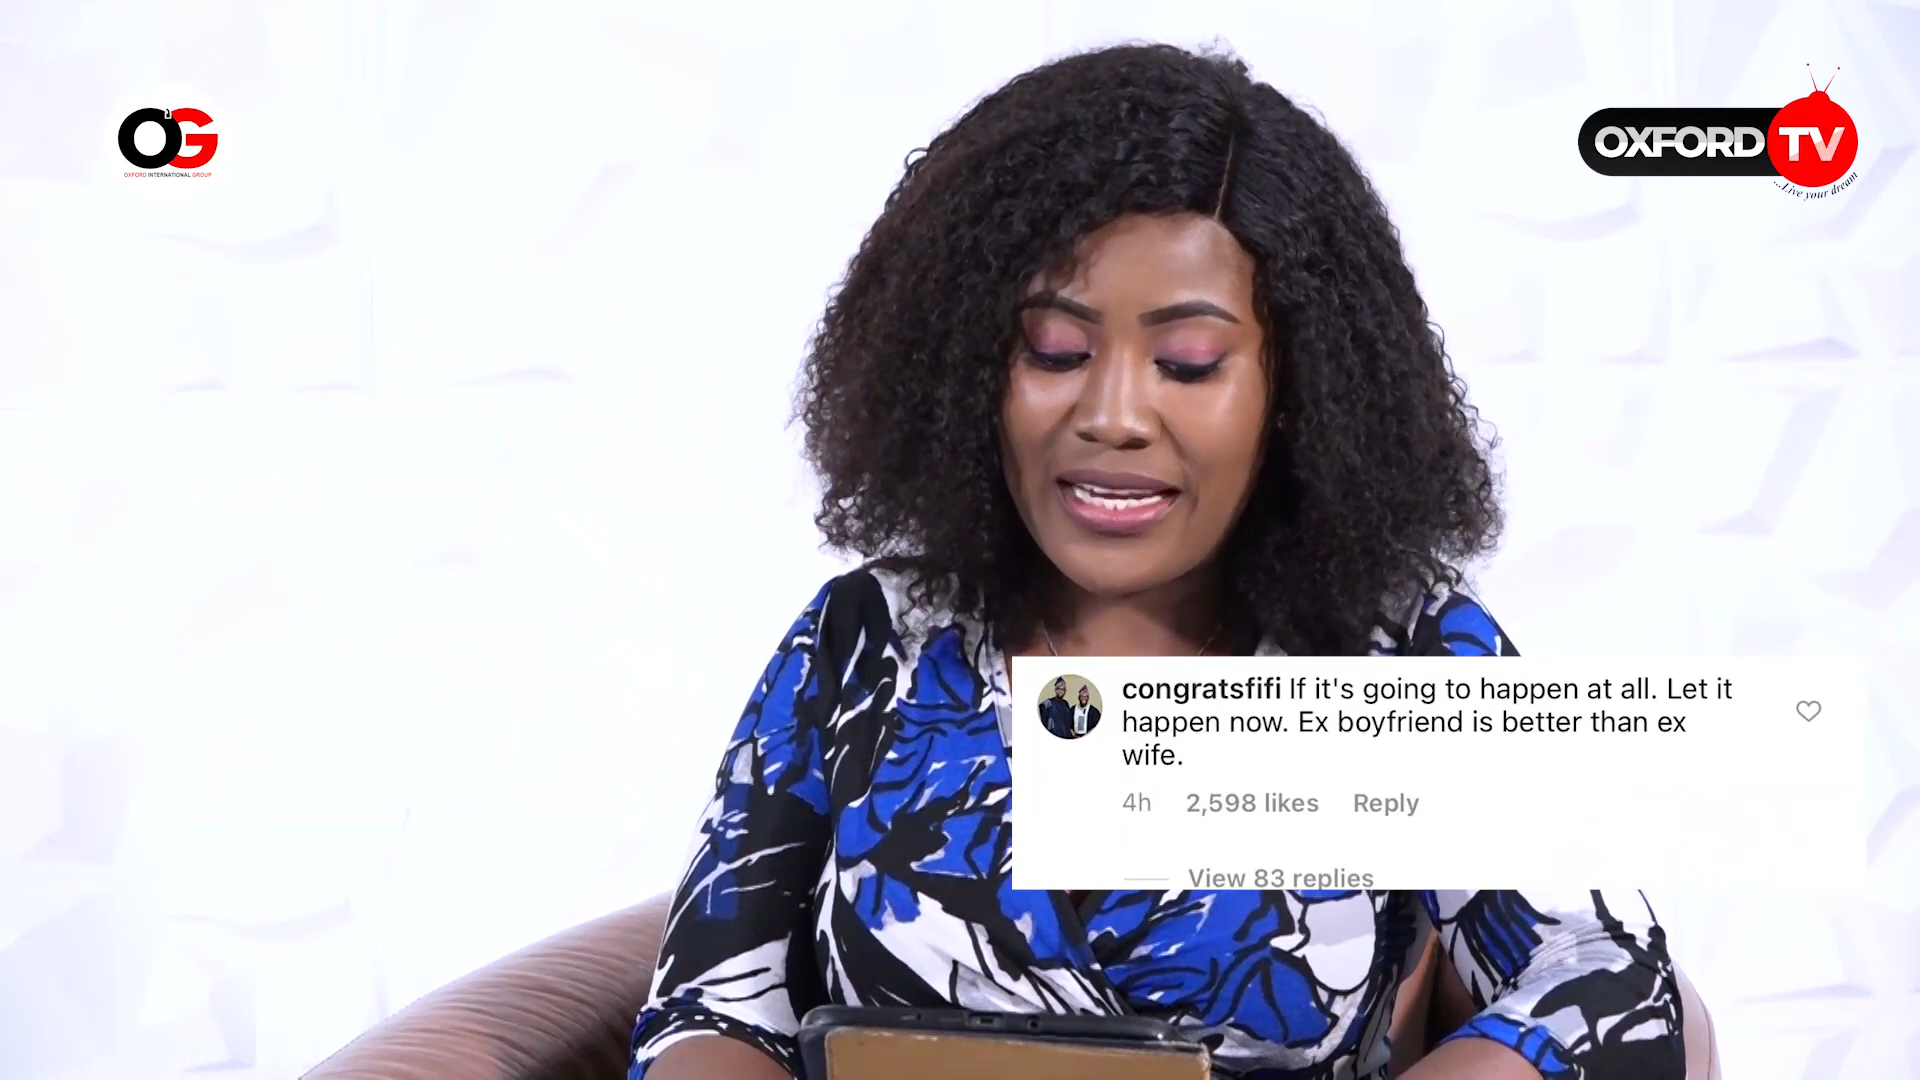 O'G
OXFORD INTERNATIONAL GROUP
OXFORD TV
...Live your dream
congratsfifi If it's going to happen at all. Let it
happen now. Ex boyfriend is better than ex
wife.
4h 2,598 likes Reply
View 83 replies